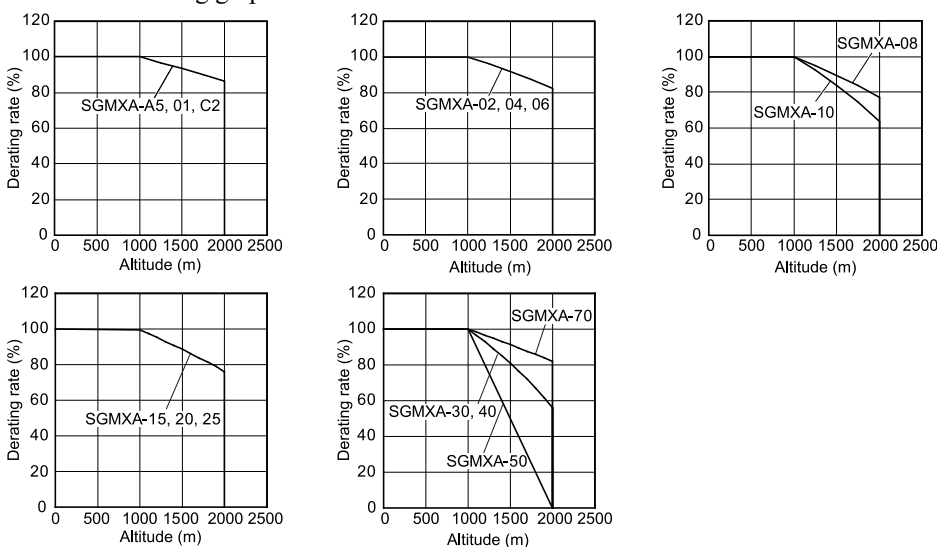 120
100
80
60
40
20
0
Derating rate (%)
SGMXA-A5, 01, C2
0 500 1000 1500 2000 2500
Altitude (m)
120
100
80
60
40
20
0
Derating rate (%)
SGMXA-02, 04, 06
0 500 1000 1500 2000 2500
Altitude (m)
120
100
80
60
40
20
0
Derating rate (%)
SGMXA-08
SGMXA-10
0 500 1000 1500 2000 2500
Altitude (m)
120
100
80
60
40
20
0
Derating rate (%)
SGMXA-15, 20, 25
0 500 1000 1500 2000 2500
Altitude (m)
120
100
80
60
40
20
0
Derating rate (%)
SGMXA-70
SGMXA-30, 40
SGMXA-50
0 500 1000 1500 2000 2500
Altitude (m)